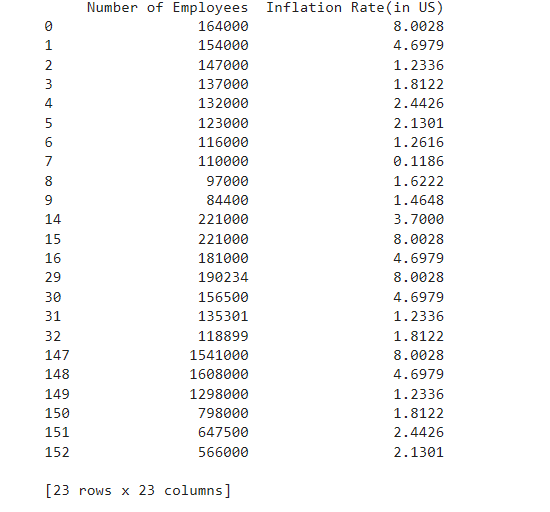 Number of Employees  Inflation Rate(in US)
0 164000 8.0028
1 154000 4.6979
2 147000 1.2336
3 137000 1.8122
4 132000 2.4426
5 123000 2.1301
6 116000 1.2616
7 110000 0.1186
8 97000 1.6222
9 84400 1.4648
14 221000 3.7000
15 221000 8.0028
16 181000 4.6979
29 190234 8.0028
30 156500 4.6979
31 135301 1.2336
32 118899 1.8122
147 1541000 8.0028
148 1608000 4.6979
149 1298000 1.2336
150 798000 1.8122
151 647500 2.4426
152 566000 2.1301
[23 rows x 23 columns]